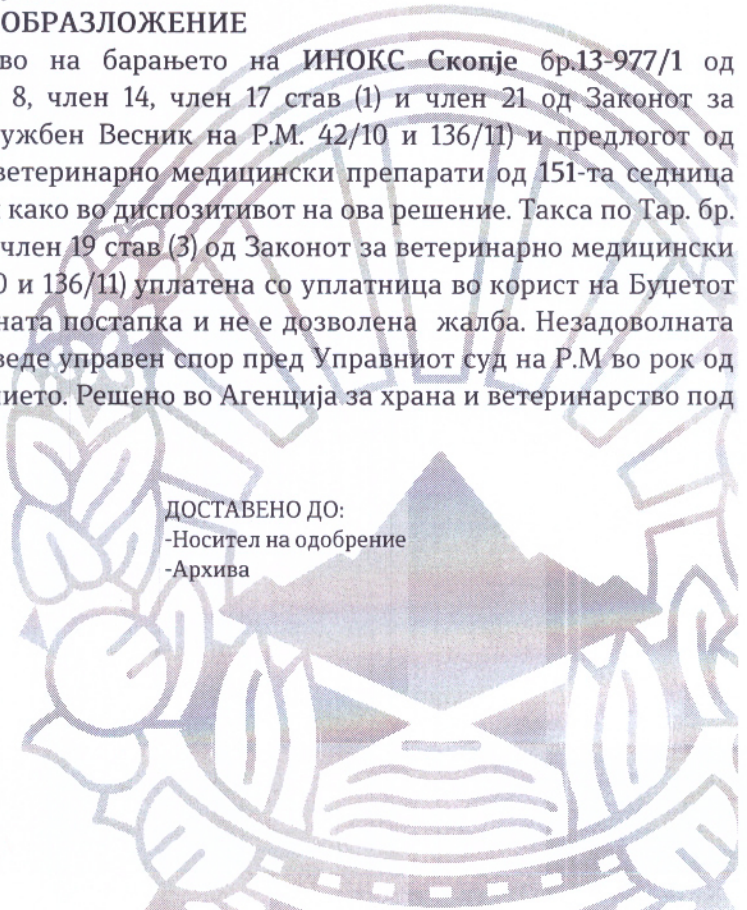 ОБРАЗЛОЖЕНИЕ
во на барањето на ИНОКС Скопје бр.13-977/1 од
8, член 14, член 17 став (1) и член 21 од Законот за
ужбен Весник на Р.М. 42/10 и 136/11) и предлогот од
ветеринарно медицински препарати од 151-та седница
како во диспозитивот на ова решение. Такса по Тар. бр.
член 19 став (3) од Законот за ветеринарно медицински
0 и 136/11) уплатена со уплатница во корист на Буџетот
ната постапка и не е дозволена жалба. Незадоволната
веде управен спор пред Управниот суд на Р.М во рок од
нието. Решено во Агенција за храна и ветеринарство под
ДОСТАВЕНО ДО:
-Носител на одобрение
-Архива